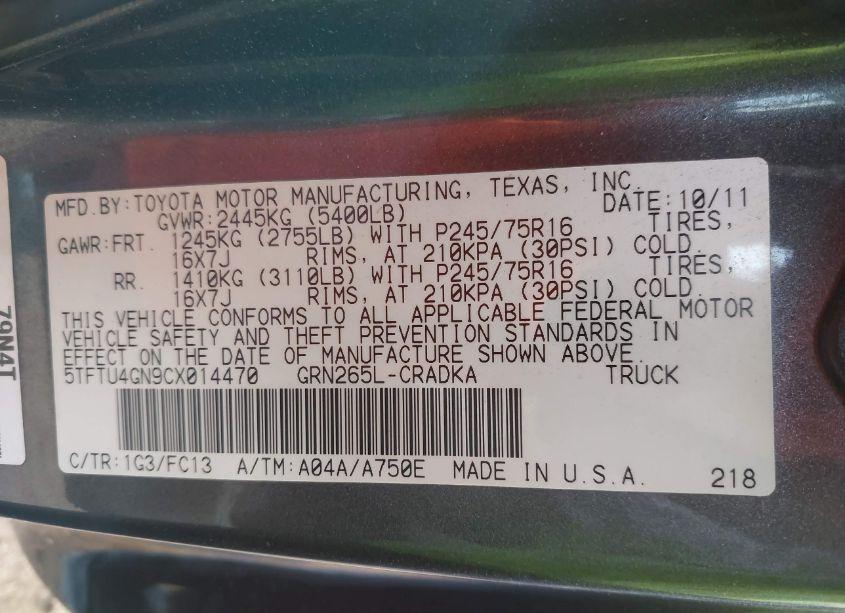 MFD.BY:TOYOTA MOTOR MANUFACTURING, TEXAS, INC.
GVWR:2445KG (5400LB) DATE:10/11
GAWR:FRT. 1245KG (2755LB) WITH P245/75R16 TIRES,
16X7J RIMS, AT 210KPA (30PSI) COLD.
RR. 1410KG (3110LB) WITH P245/75R16 TIRES,
16X7J RIMS, AT 210KPA (30PSI) COLD.
THIS VEHICLE CONFORMS TO ALL APPLICABLE FEDERAL MOTOR
VEHICLE SAFETY AND THEFT PREVENTION STANDARDS IN
EFFECT ON THE DATE OF MANUFACTURE SHOWN ABOVE.
5TFTU4GN9CX014470 GRN265L-CRADKA TRUCK
C/TR:1G3/FC13 A/TM:A04A/A750E MADE IN U.S.A. 218
79N4T